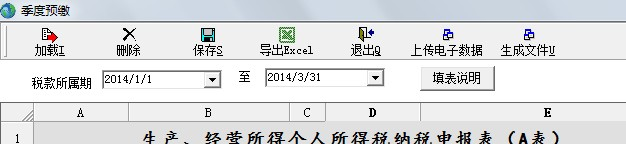 季度预缴
加载I 删除 保存S 导出Excel 退出Q 上传电子数据 生成文件U
税款所属期 2014/1/1 至 2014/3/31 填表说明
A B C D E
1 生产、经营所得个人所得税纳税申报表（A表）